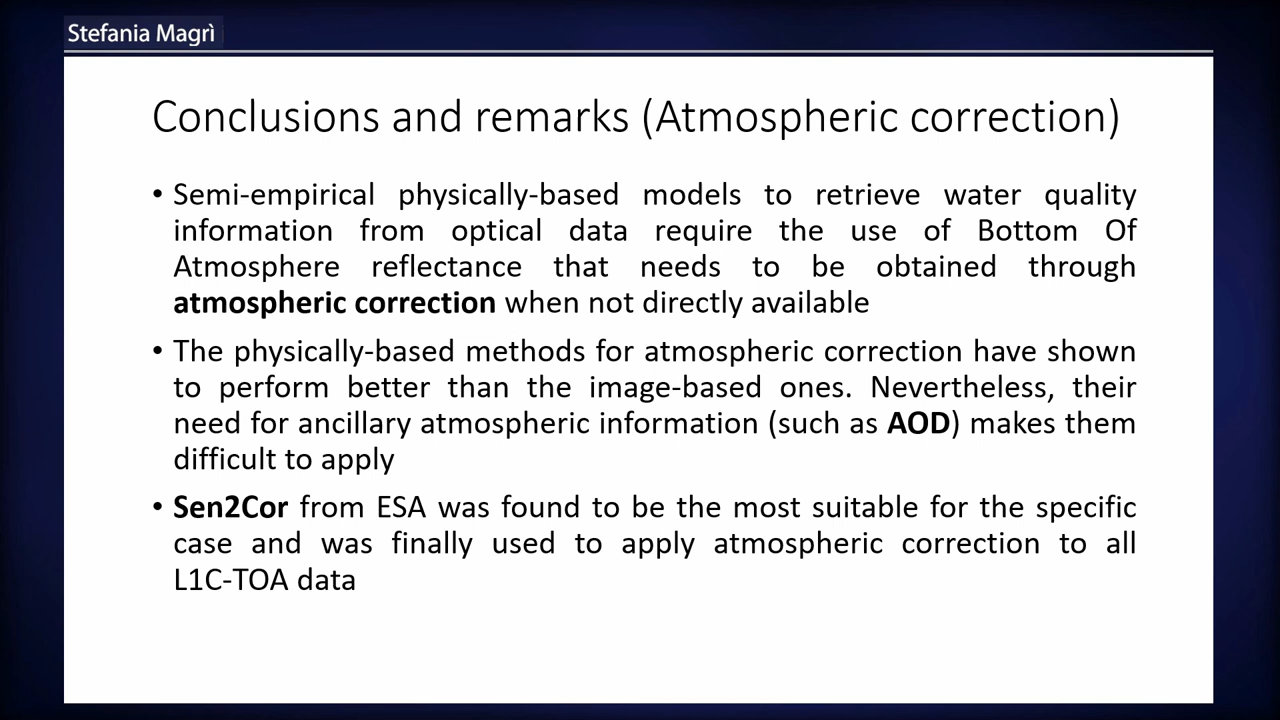 Stefania Magrì
Conclusions and remarks (Atmospheric correction)
• Semi-empirical physically-based models to retrieve water quality
information from optical data require the use of Bottom Of
Atmosphere reflectance that needs to be obtained through
atmospheric correction when not directly available
• The physically-based methods for atmospheric correction have shown
to perform better than the image-based ones. Nevertheless, their
need for ancillary atmospheric information (such as AOD) makes them
difficult to apply
• Sen2Cor from ESA was found to be the most suitable for the specific
case and was finally used to apply atmospheric correction to all
L1C-TOA data